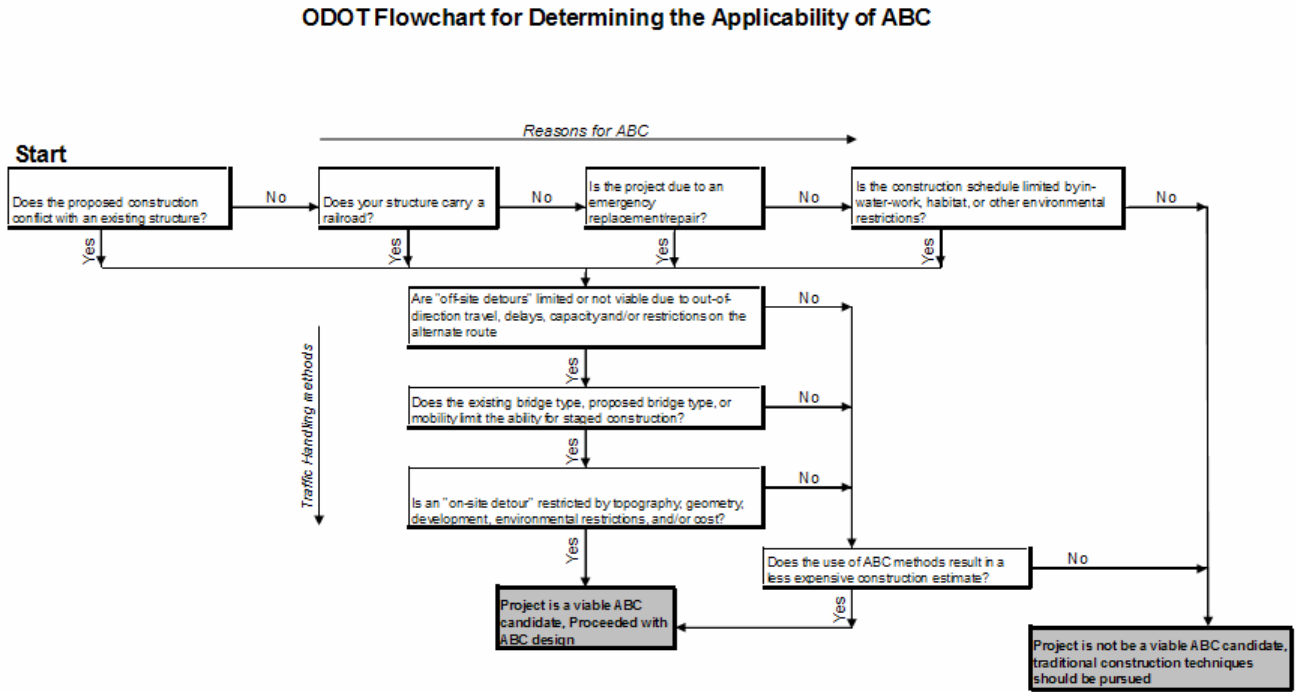 ODOT Flowchart for Determining the Applicability of ABC
Reasons for ABC
Start
Does the proposed construction
conflict with an existing structure?
No
Does your structure carry a
railroad?
No
Is the project due to an
emergency
replacement/repair?
No
Is the construction schedule limited by in-
water-work, habitat, or other environmental
restrictions?
No
Yes
Yes
Yes
Yes
Are "off-site detours" limited or not viable due to out-of-
direction travel, delays, capacity and/or restrictions on the
alternate route
No
Traffic Handling methods
Yes
Does the existing bridge type, proposed bridge type, or
mobility limit the ability for staged construction?
No
Yes
Is an "on-site detour" restricted by topography, geometry,
development, environmental restrictions, and/or cost?
No
Yes
Does the use of ABC methods result in a
less expensive construction estimate?
No
Yes
Project is a viable ABC
candidate, Proceeded with
ABC design
Project is not be a viable ABC candidate,
traditional construction techniques
should be pursued